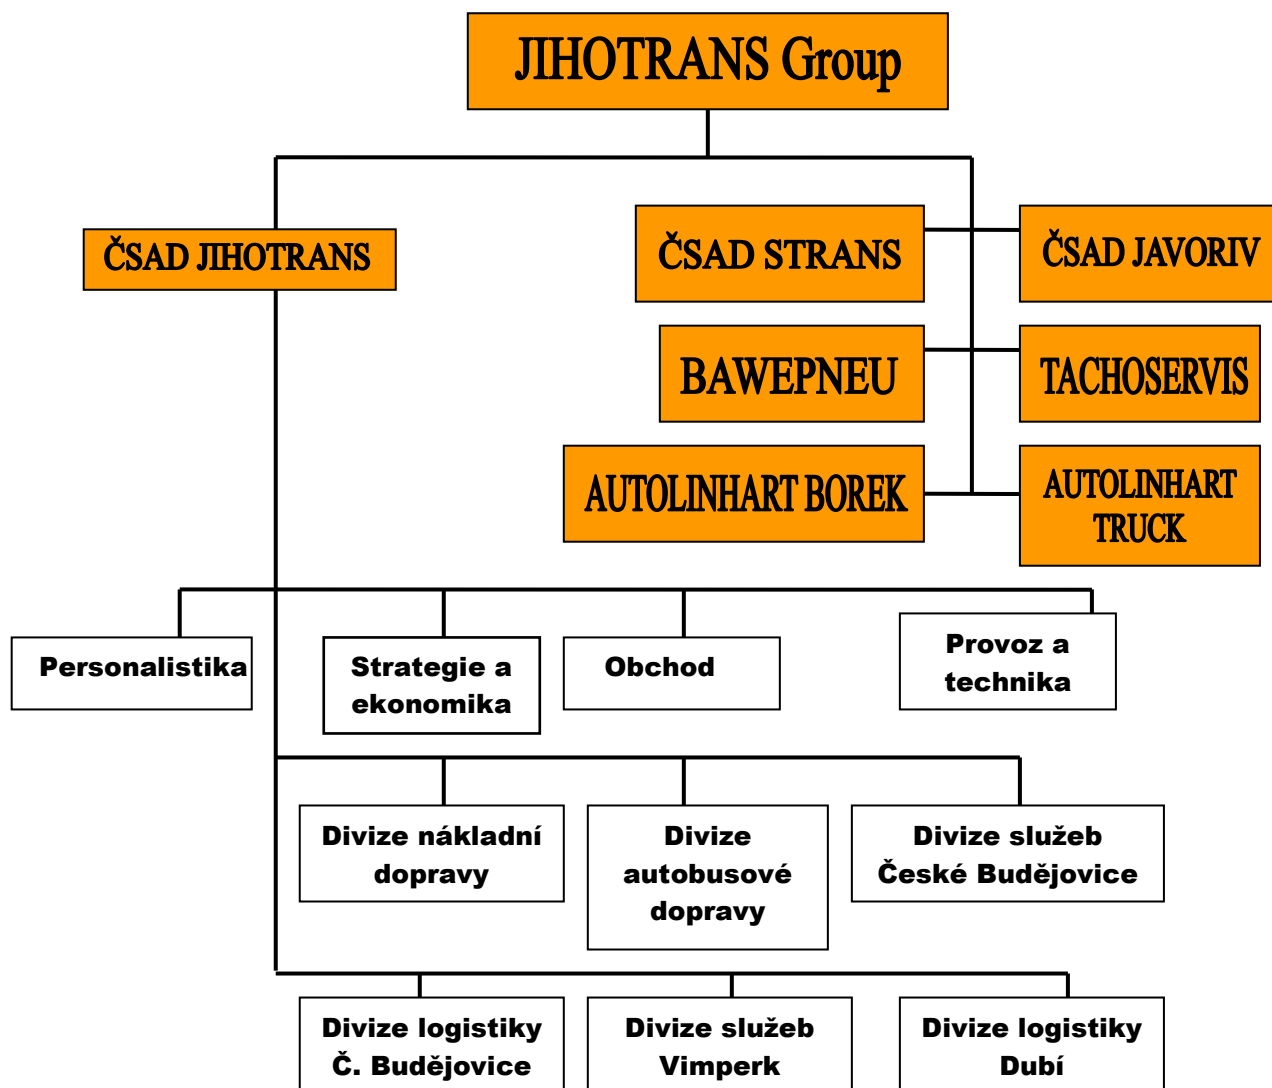 JIHOTRANS Group
ČSAD JIHOTRANS
ČSAD STRANS
ČSAD JAVORIV
BAWEPNEU
TACHOSERVIS
AUTOLINHART BOREK
AUTOLINHART
TRUCK
Personalistika
Strategie a
ekonomika
Obchod
Provoz a
technika
Divize nákladní
dopravy
Divize
autobusové
dopravy
Divize služeb
České Budějovice
Divize logistiky
Č. Budějovice
Divize služeb
Vimperk
Divize logistiky
Dubí